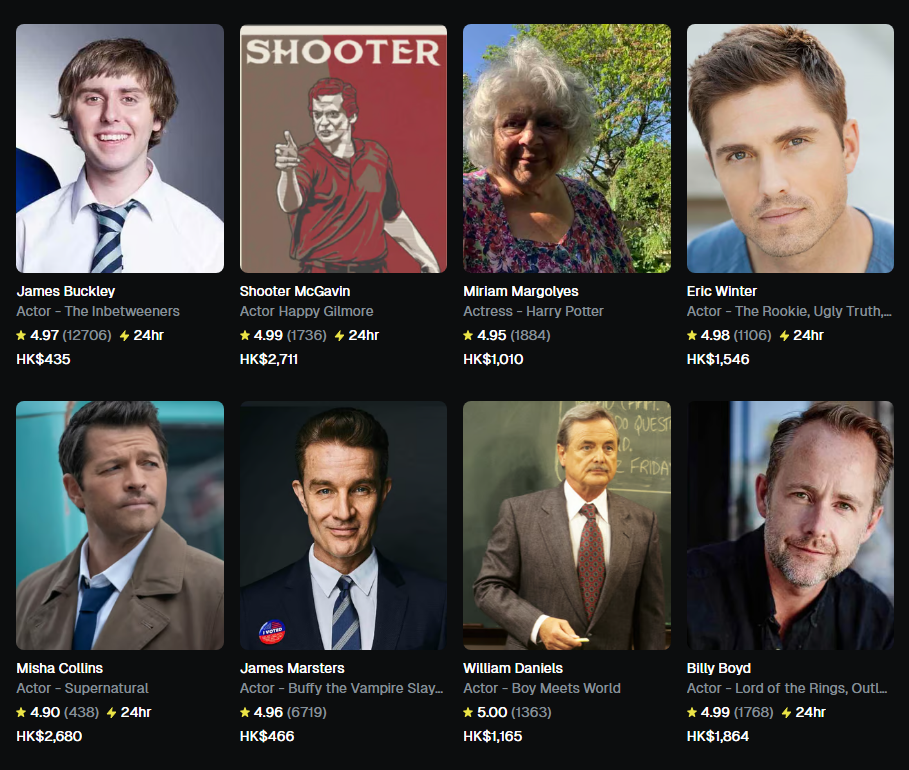 SHOOTER
James Buckley
Actor - The Inbetweeners
4.97 (12706) 24hr
HK$435
Shooter McGavin
Actor Happy Gilmore
4.99 (1736) 24hr
HK$2,711
Miriam Margolyes
Actress - Harry Potter
4.95 (1884)
HK$1,010
Eric Winter
Actor - The Rookie, Ugly Truth,...
4.98 (1106) 24hr
HK$1,546
I VOTED
DO QUEST
D.
FRIDA
Misha Collins
Actor - Supernatural
4.90 (438) 24hr
HK$2,680
James Marsters
Actor - Buffy the Vampire Slay...
4.96 (6719)
HK$466
William Daniels
Actor - Boy Meets World
5.00 (1363)
HK$1,165
Billy Boyd
Actor - Lord of the Rings, Outl...
4.99 (1768) 24hr
HK$1,864